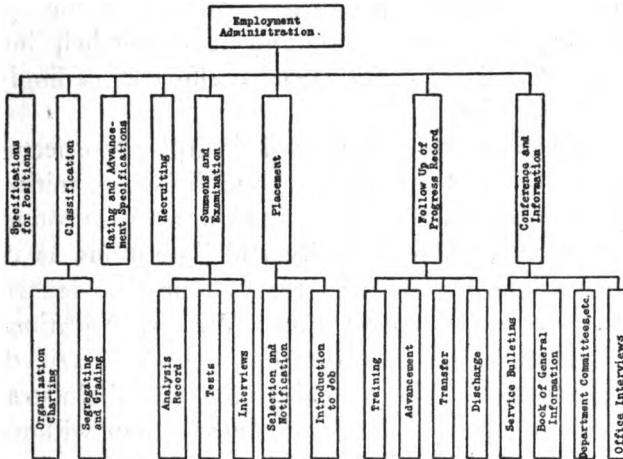 Employment
Administration.
Specifications
for Positions
Classification
Rating and Advance-
ment Specifications
Recruiting
Summons and
Examination
Placement
Follow Up of
Progress Record
Conference and
Information
Organization
Charting
Segregating
and Grading
Analysis
Record
Tests
Interviews
Selection and
Notification
Introduction
to Job
Training
Advancement
Transfer
Discharge
Service Bulletins
Book of General
Information
Department Committees,etc.
Office Interviews